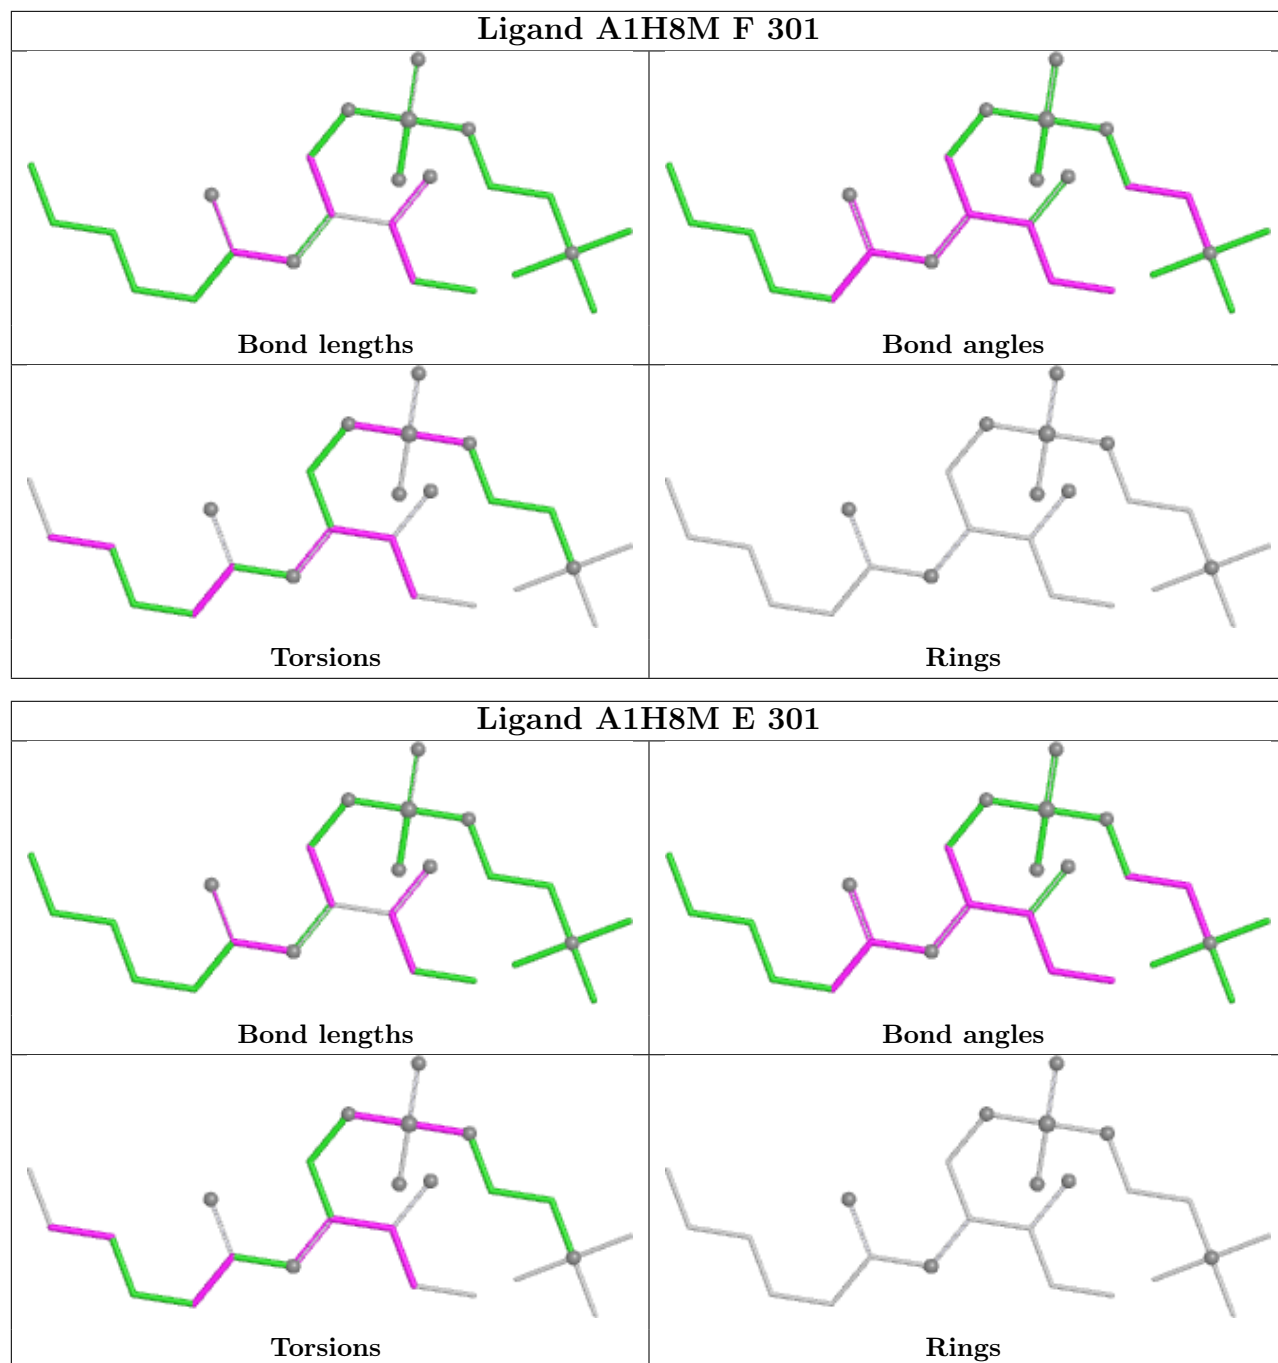 Ligand A1H8M F 301
Bond lengths
Bond angles
Torsions
Rings
Ligand A1H8M E 301
Bond lengths
Bond angles
Torsions
Rings